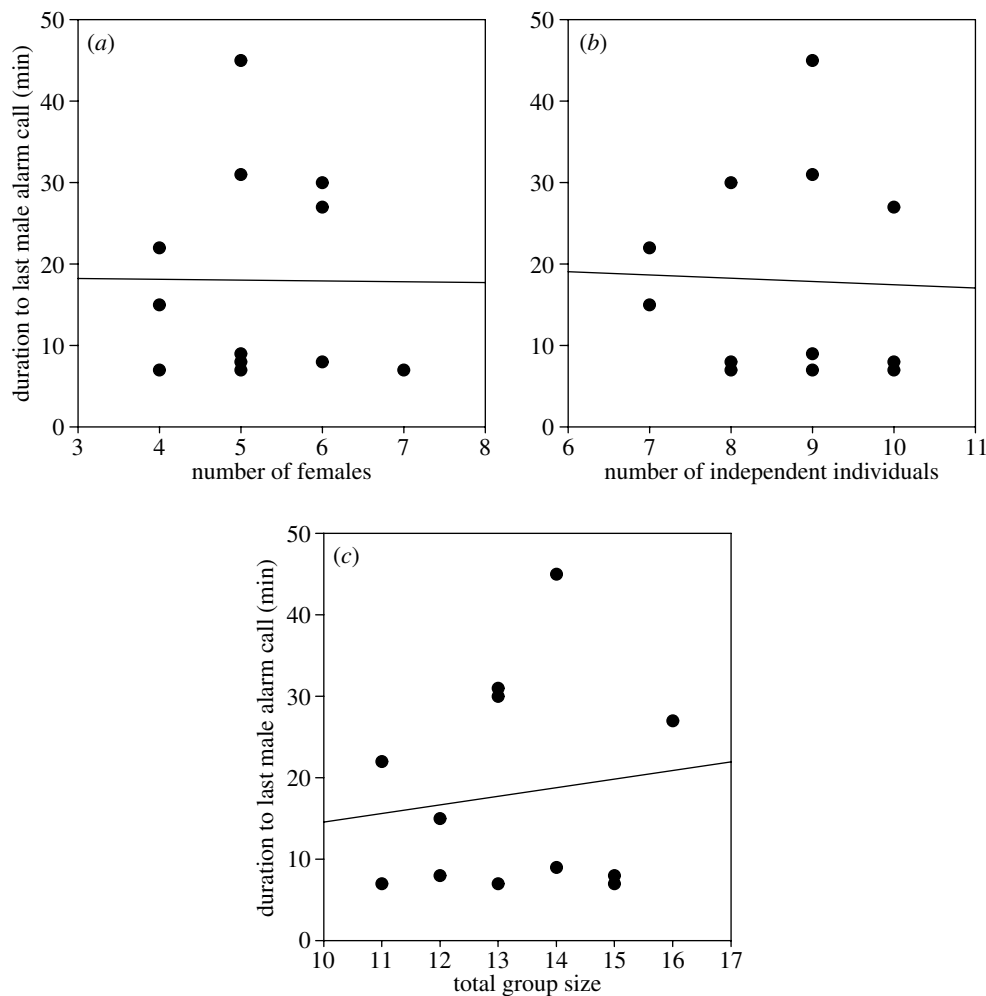 (a)
50
40
30
20
10
0
duration to last male alarm call (min)
3 4 5 6 7 8
number of females
(b)
50
40
30
20
10
0
6 7 8 9 10 11
number of independent individuals
(c)
50
40
30
20
10
0
duration to last male alarm call (min)
10 11 12 13 14 15 16 17
total group size